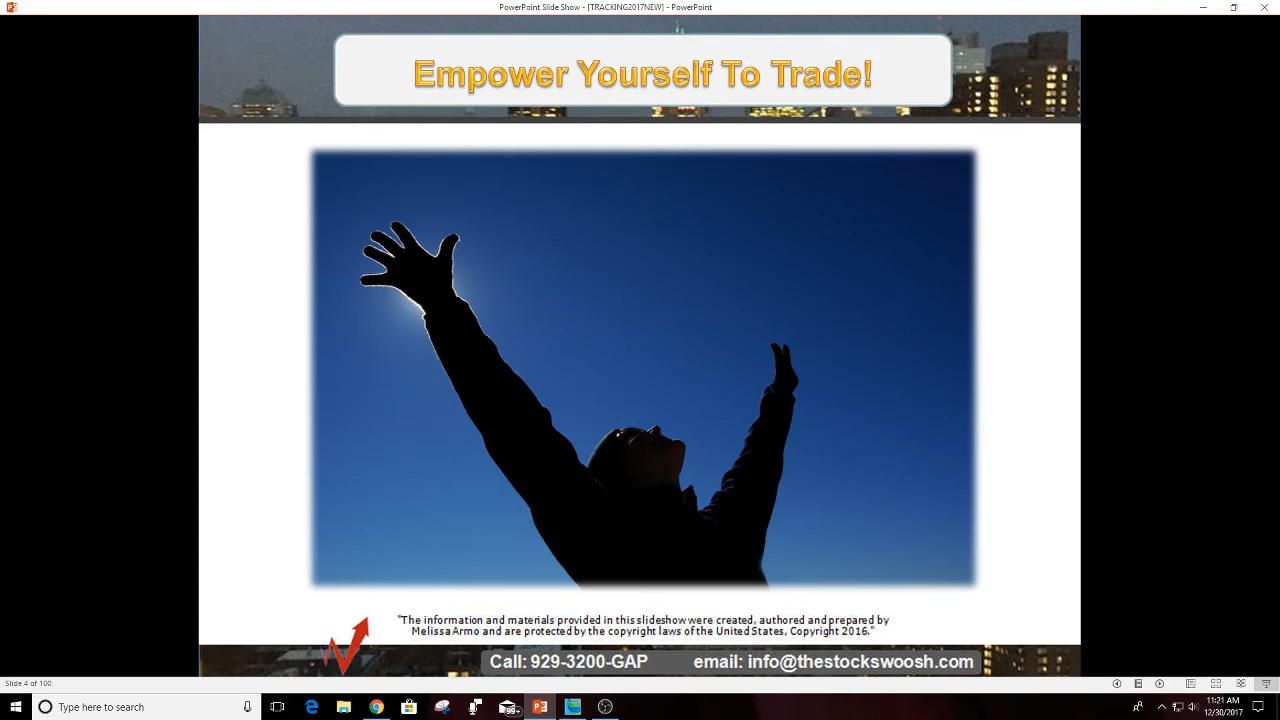 PowerPoint Slide Show - [TRACKING2017NEW] - PowerPoint
Empower Yourself To Trade!
"The information and materials provided in this slideshow were created, authored and prepared by
Melissa Armo and are protected by the copyright laws of the United States, Copyright 2016."
Call: 929-3200-GAP email: info@thestockswoosh.com
Slide 4 of 100
Type here to search
99+
11:21 AM
12/30/2017